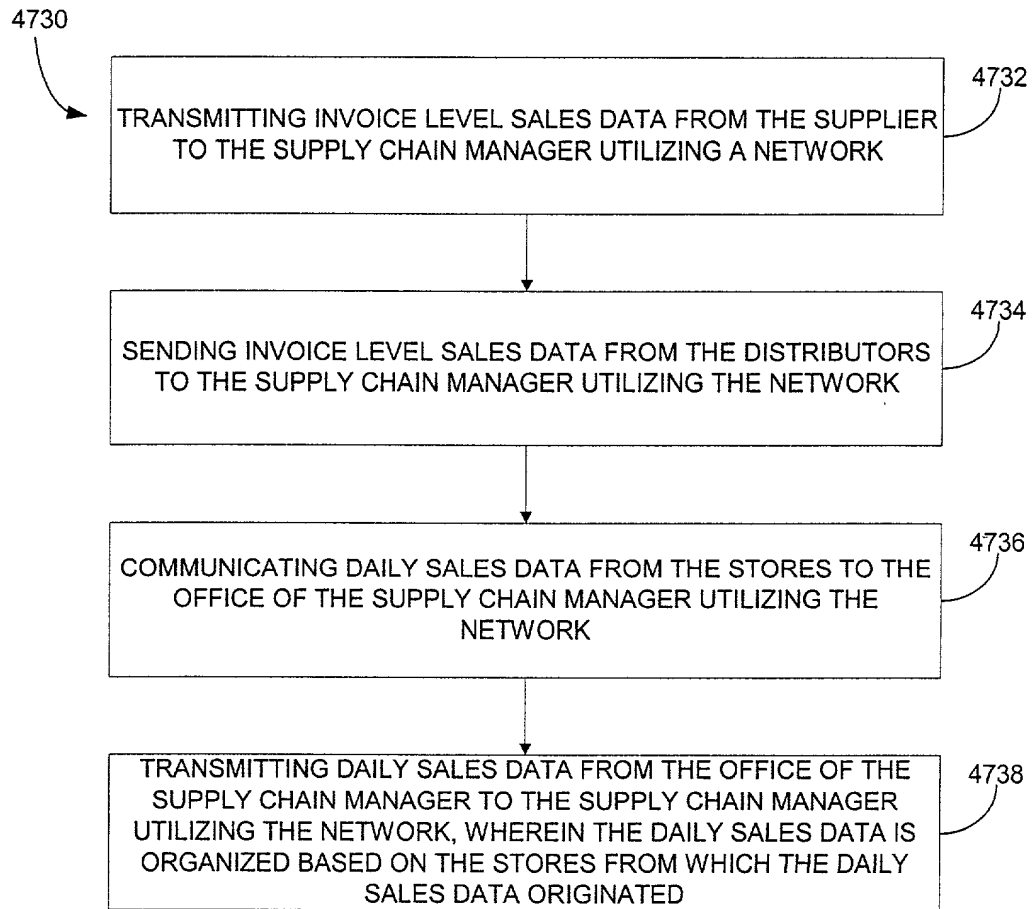 4730
4732
TRANSMITTING INVOICE LEVEL SALES DATA FROM THE SUPPLIER
TO THE SUPPLY CHAIN MANAGER UTILIZING A NETWORK
4734
SENDING INVOICE LEVEL SALES DATA FROM THE DISTRIBUTORS
TO THE SUPPLY CHAIN MANAGER UTILIZING THE NETWORK
4736
COMMUNICATING DAILY SALES DATA FROM THE STORES TO THE
OFFICE OF THE SUPPLY CHAIN MANAGER UTILIZING THE
NETWORK
4738
TRANSMITTING DAILY SALES DATA FROM THE OFFICE OF THE
SUPPLY CHAIN MANAGER TO THE SUPPLY CHAIN MANAGER
UTILIZING THE NETWORK, WHEREIN THE DAILY SALES DATA IS
ORGANIZED BASED ON THE STORES FROM WHICH THE DAILY
SALES DATA ORIGINATED